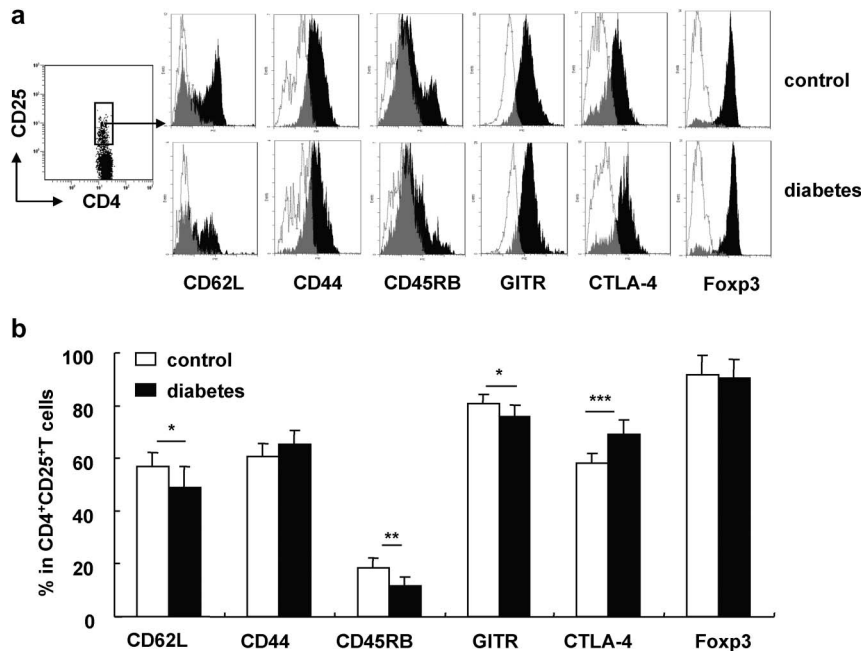 a
CD25
CD4
control
diabetes
CD62L CD44 CD45RB GITR CTLA-4 Foxp3
b
100
80
60
40
20
0
% in CD4⁺CD25⁺T cells
control
diabetes
* ** * ***
CD62L CD44 CD45RB GITR CTLA-4 Foxp3